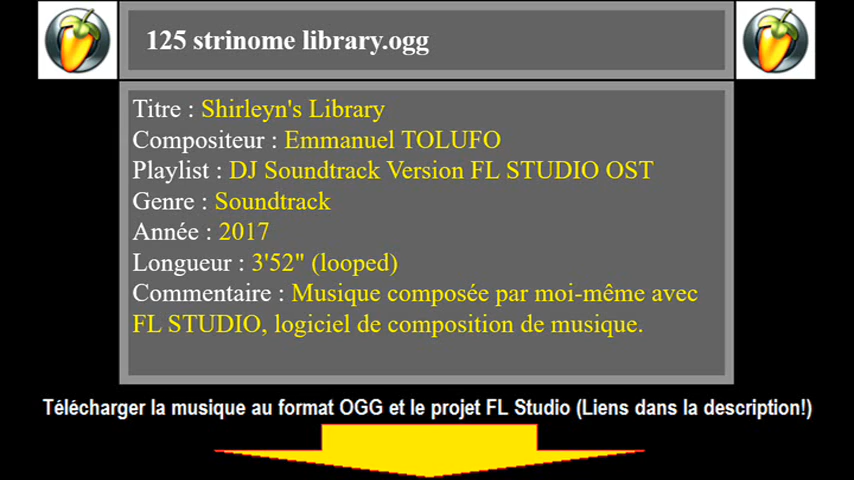 125 strinome library.ogg
Titre : Shirleyn's Library
Compositeur : Emmanuel TOLUFO
Playlist : DJ Soundtrack Version FL STUDIO OST
Genre : Soundtrack
Année : 2017
Longueur : 3'52" (looped)
Commentaire : Musique composée par moi-même avec
FL STUDIO, logiciel de composition de musique.
Télécharger la musique au format OGG et le projet FL Studio (Liens dans la description!)